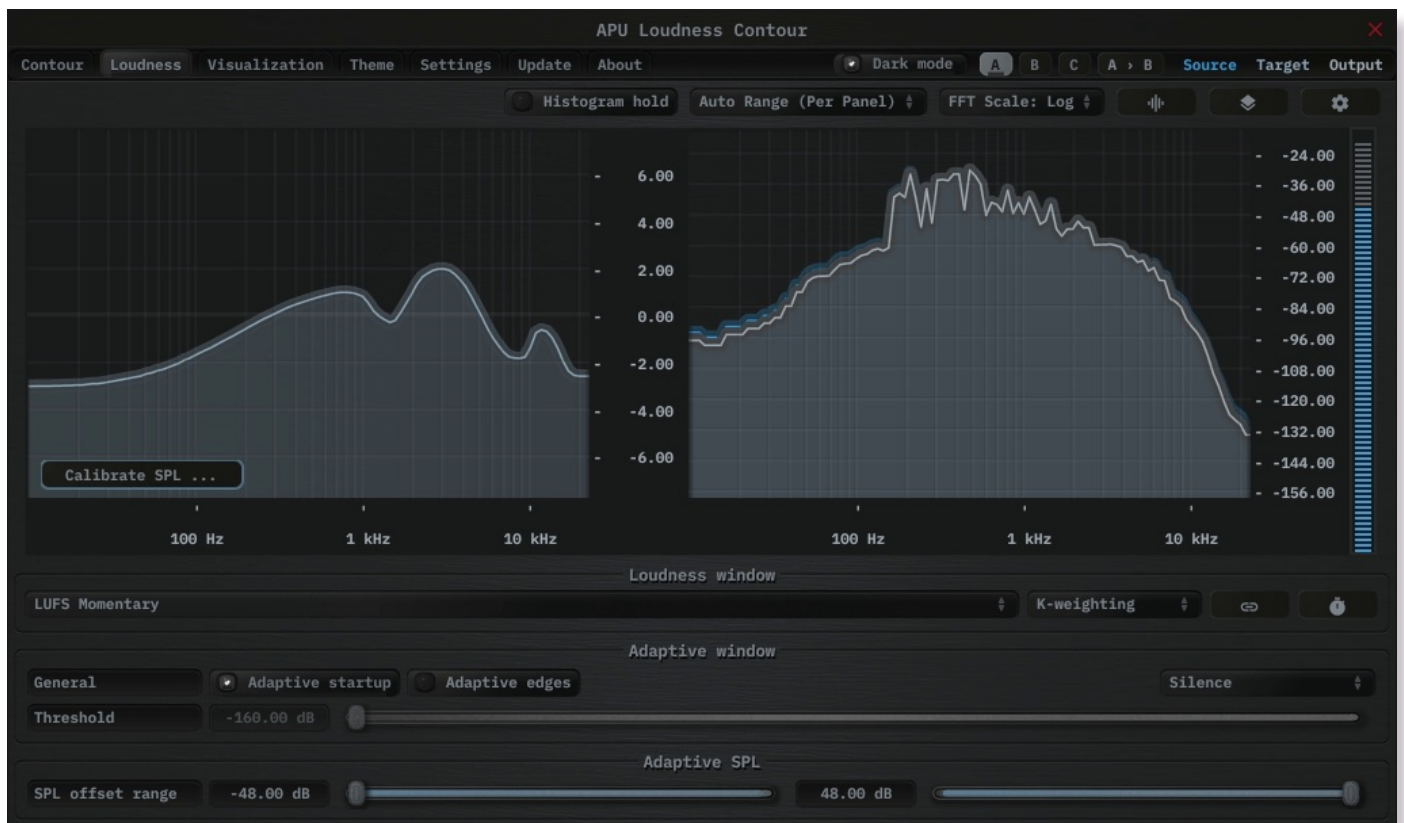 APU Loudness Contour
Contour Loudness Visualization Theme Settings Update About Dark mode A B C A › B Source Target Output
Histogram hold Auto Range (Per Panel) FFT Scale: Log
6.00
4.00
2.00
0.00
-2.00
-4.00
-6.00
Calibrate SPL ...
100 Hz 1 kHz 10 kHz
-24.00
-36.00
-48.00
-60.00
-72.00
-84.00
-96.00
-108.00
-120.00
-132.00
-144.00
-156.00
100 Hz 1 kHz 10 kHz
Loudness window
LUFS Momentary K-weighting
Adaptive window
General Adaptive startup Adaptive edges Silence
Threshold -160.00 dB
Adaptive SPL
SPL offset range -48.00 dB 48.00 dB